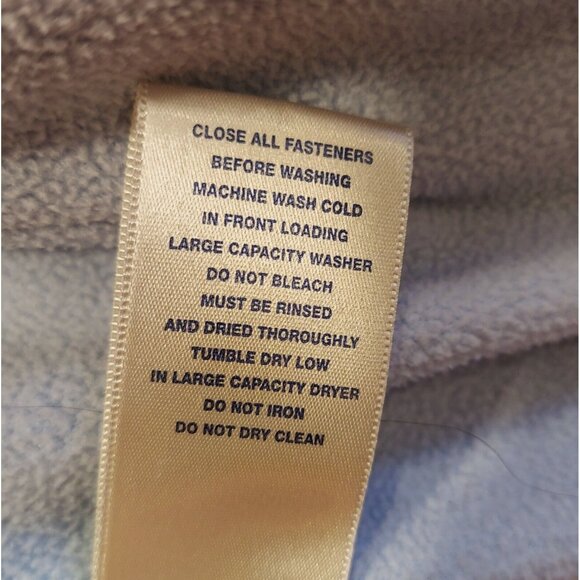 CLOSE ALL FASTENERS
BEFORE WASHING
MACHINE WASH COLD
IN FRONT LOADING
LARGE CAPACITY WASHER
DO NOT BLEACH
MUST BE RINSED
AND DRIED THOROUGHLY
TUMBLE DRY LOW
IN LARGE CAPACITY DRYER
DO NOT IRON
DO NOT DRY CLEAN